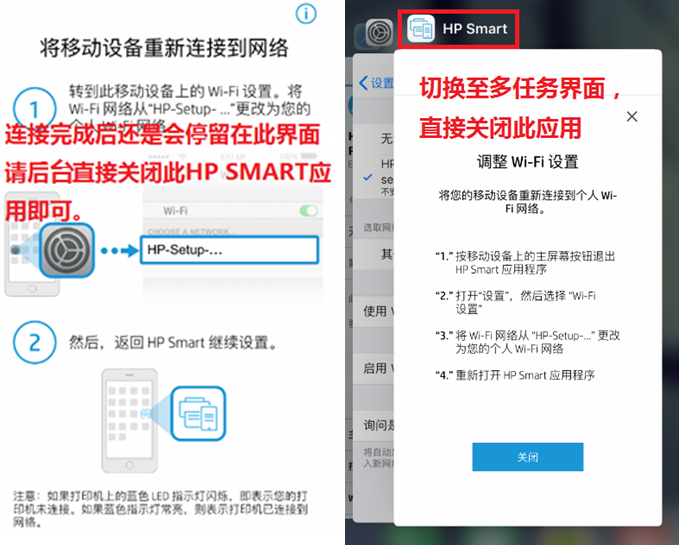 将移动设备重新连接到网络
1
转到此移动设备上的 Wi-Fi 设置。将
Wi-Fi 网络从“HP-Setup- ...”更改为您的
个人 Wi-Fi 网络
连接完成后还是会停留在此界面
请后台直接关闭此HP SMART应
用即可。
Wi-Fi
CHOOSE A NETWORK...
HP-Setup-...
2
然后，返回 HP Smart 继续设置。
注意：如果打印机上的蓝色 LED 指示灯闪烁，即表示您的打
印机未连接。如果蓝色指示灯常亮，则表示打印机已连接到
网络。
HP Smart
切换至多任务界面，
直接关闭此应用
设置
无
HP
se
不安
选取网
其
使用 W
启用 W
询问是
将自动
入新网
调整 Wi-Fi 设置
将您的移动设备重新连接到个人 Wi-
Fi 网络。
“1.” 按移动设备上的主屏幕按钮退出
HP Smart 应用程序
“2.” 打开“设置”，然后选择 “Wi-Fi
设置”
“3.” 将 Wi-Fi 网络从 “HP-Setup-...” 更改
为您的个人 Wi-Fi 网络
“4.” 重新打开 HP Smart 应用程序
关闭